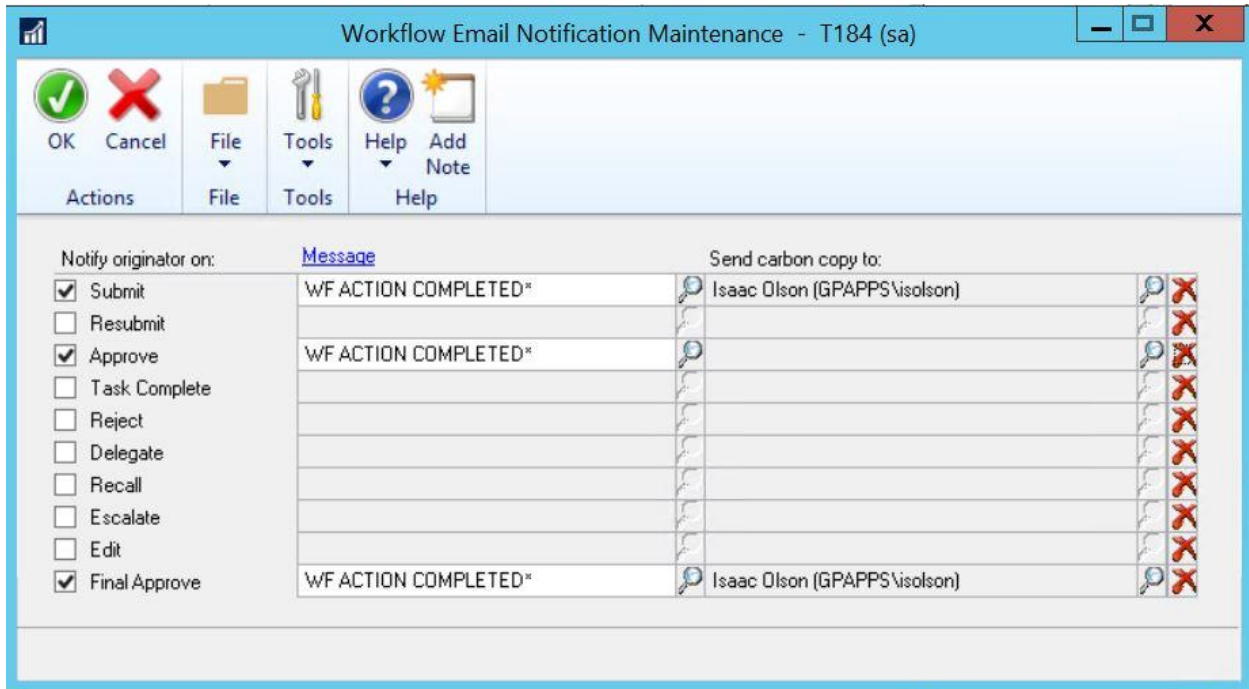 Workflow Email Notification Maintenance - T184 (sa)
OK Cancel File Tools Help Add Note
Actions File Tools Help
Notify originator on: Message Send carbon copy to:
Submit WF ACTION COMPLETED* Isaac Olson (GPAPPS\isolson)
Resubmit
Approve WF ACTION COMPLETED*
Task Complete
Reject
Delegate
Recall
Escalate
Edit
Final Approve WF ACTION COMPLETED* Isaac Olson (GPAPPS\isolson)